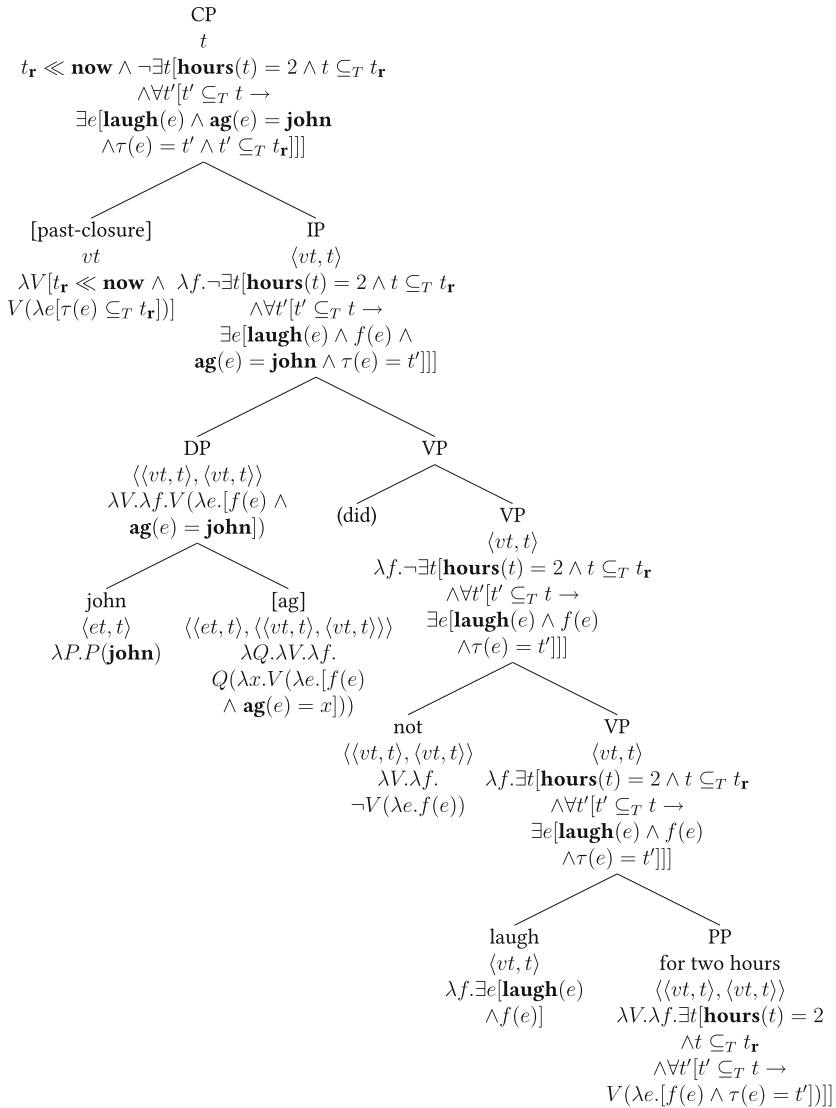 CP
t
t_r ≪ now ∧ ¬∃t[hours(t) = 2 ∧ t ⊆_T t_r
∧∀t′[t′ ⊆_T t →
∃e[laugh(e) ∧ ag(e) = john
∧τ(e) = t′ ∧ t′ ⊆_T t_r]]]
[past-closure]
vt
λV[t_r ≪ now ∧
V(λe[τ(e) ⊆_T t_r])]
IP
⟨vt, t⟩
λf.¬∃t[hours(t) = 2 ∧ t ⊆_T t_r
∧∀t′[t′ ⊆_T t →
∃e[laugh(e) ∧ f(e) ∧
ag(e) = john ∧ τ(e) = t′]]]
DP
⟨⟨vt, t⟩, ⟨vt, t⟩⟩
λV.λf.V(λe.[f(e) ∧
ag(e) = john])
VP
john
⟨et, t⟩
λP.P(john)
[ag]
⟨⟨et, t⟩, ⟨⟨vt, t⟩, ⟨vt, t⟩⟩⟩
λQ.λV.λf.
Q(λx.V(λe.[f(e)
∧ ag(e) = x]))
(did)
VP
⟨vt, t⟩
λf.¬∃t[hours(t) = 2 ∧ t ⊆_T t_r
∧∀t′[t′ ⊆_T t →
∃e[laugh(e) ∧ f(e)
∧τ(e) = t′]]]
not
⟨⟨vt, t⟩, ⟨vt, t⟩⟩
λV.λf.
¬V(λe.f(e))
VP
⟨vt, t⟩
λf.∃t[hours(t) = 2 ∧ t ⊆_T t_r
∧∀t′[t′ ⊆_T t →
∃e[laugh(e) ∧ f(e)
∧τ(e) = t′]]]
laugh
⟨vt, t⟩
λf.∃e[laugh(e)
∧f(e)]
PP
for two hours
⟨⟨vt, t⟩, ⟨vt, t⟩⟩
λV.λf.∃t[hours(t) = 2
∧t ⊆_T t_r
∧∀t′[t′ ⊆_T t →
V(λe.[f(e) ∧ τ(e) = t′])]]